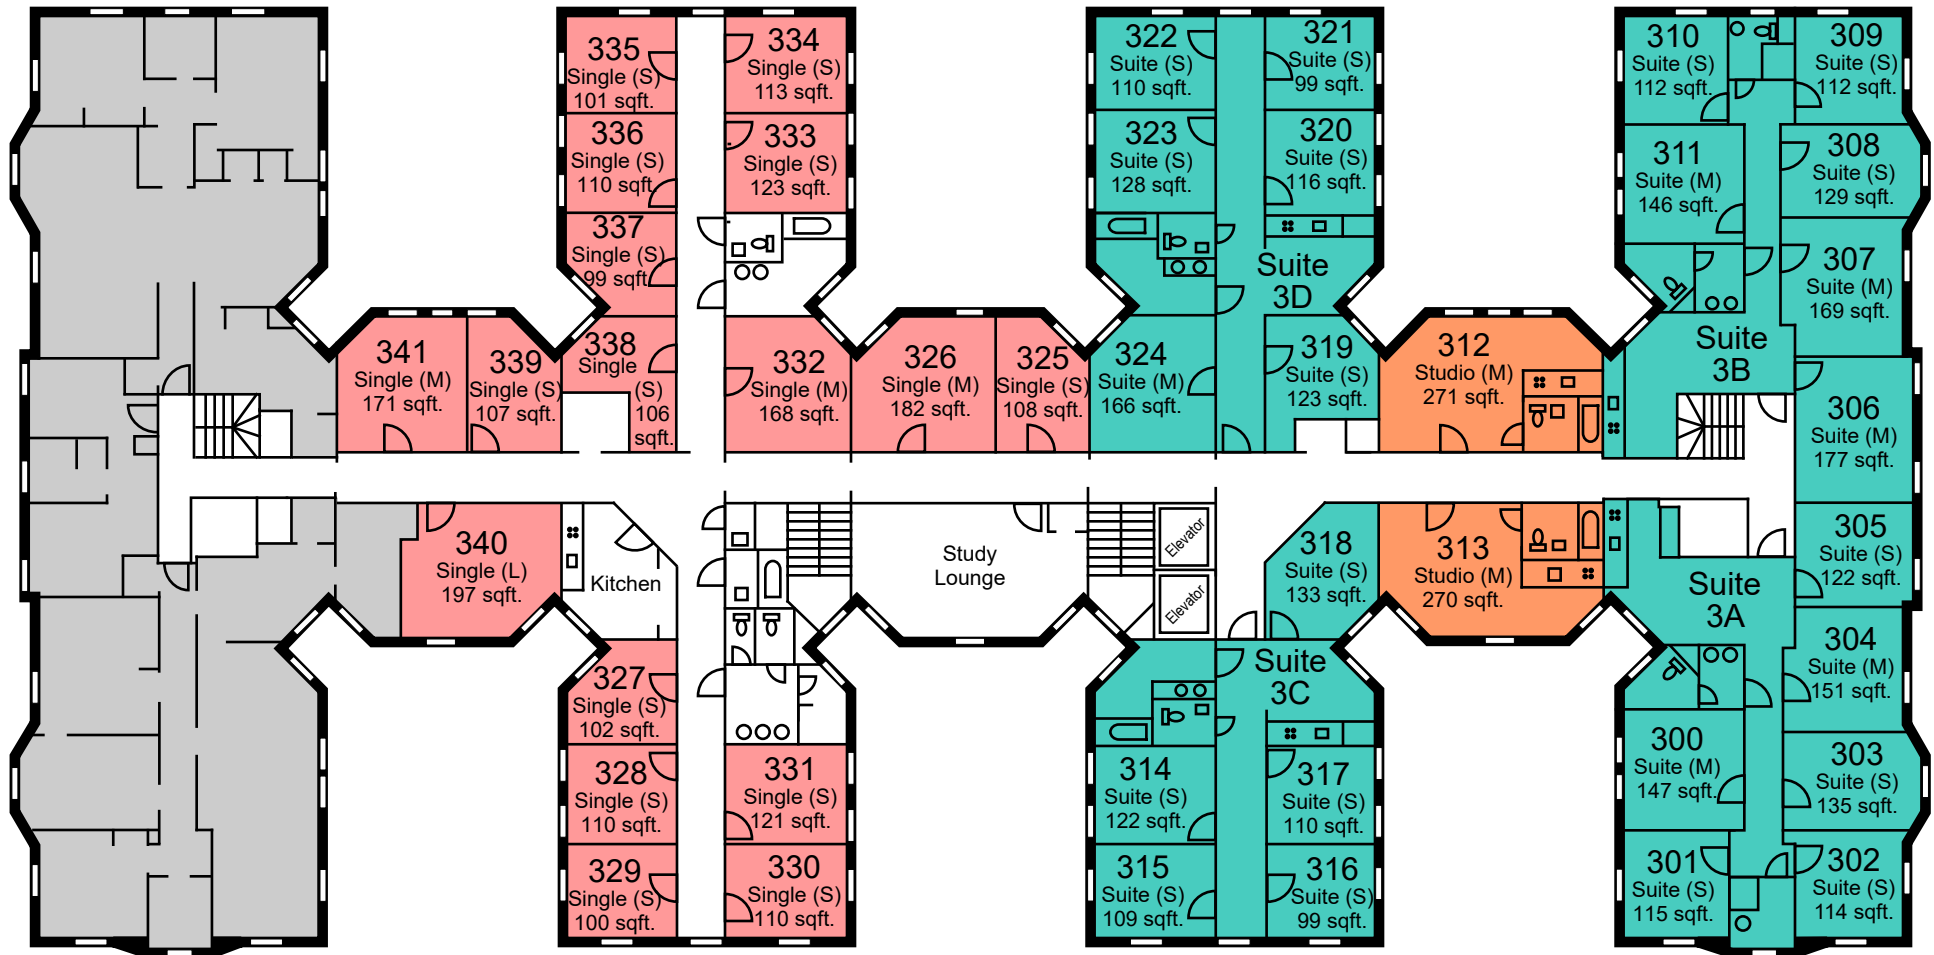 335
Single (S)
101 sqft.
334
Single (S)
113 sqft.
322
Suite (S)
110 sqft.
321
Suite (S)
99 sqft.
310
Suite (S)
112 sqft.
309
Suite (S)
112 sqft.
336
Single (S)
110 sqft.
333
Single (S)
123 sqft.
323
Suite (S)
128 sqft.
320
Suite (S)
116 sqft.
311
Suite (M)
146 sqft.
308
Suite (S)
129 sqft.
337
Single (S)
99 sqft.
Suite
3D
307
Suite (M)
169 sqft.
341
Single (M)
171 sqft.
339
Single (S)
107 sqft.
338
Single
(S)
106
sqft.
332
Single (M)
168 sqft.
326
Single (M)
182 sqft.
325
Single (S)
108 sqft.
324
Suite (M)
166 sqft.
319
Suite (S)
123 sqft.
312
Studio (M)
271 sqft.
Suite
3B
306
Suite (M)
177 sqft.
340
Single (L)
197 sqft.
Kitchen
Study
Lounge
Elevator
Elevator
318
Suite (S)
133 sqft.
313
Studio (M)
270 sqft.
Suite
3A
305
Suite (S)
122 sqft.
304
Suite (M)
151 sqft.
327
Single (S)
102 sqft.
Suite
3C
300
Suite (M)
147 sqft.
303
Suite (S)
135 sqft.
328
Single (S)
110 sqft.
331
Single (S)
121 sqft.
314
Suite (S)
122 sqft.
317
Suite (S)
110 sqft.
329
Single (S)
100 sqft.
330
Single (S)
110 sqft.
315
Suite (S)
109 sqft.
316
Suite (S)
99 sqft.
301
Suite (S)
115 sqft.
302
Suite (S)
114 sqft.